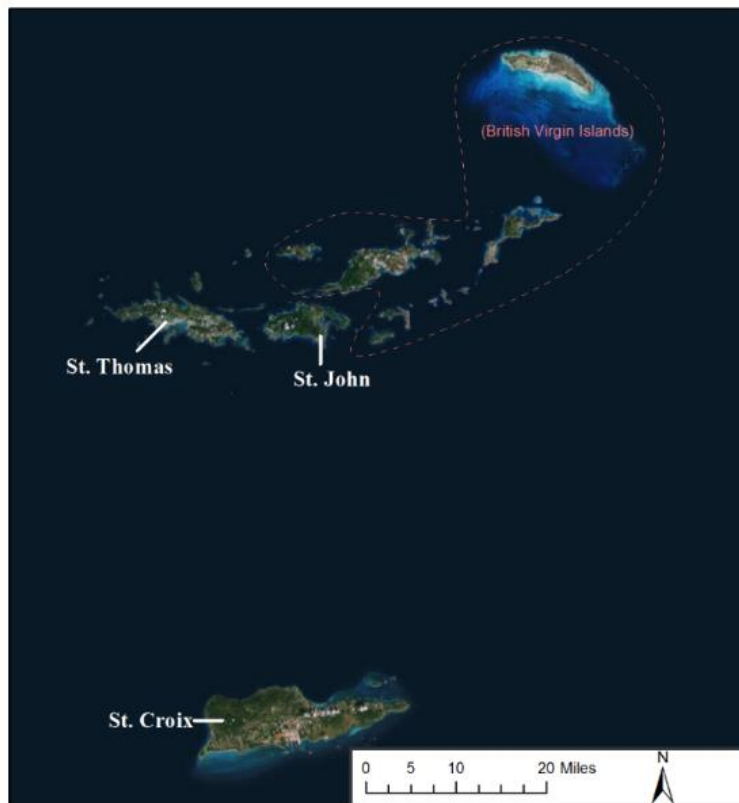 (British Virgin Islands)
St. Thomas
St. John
St. Croix
0 5 10 20 Miles
N